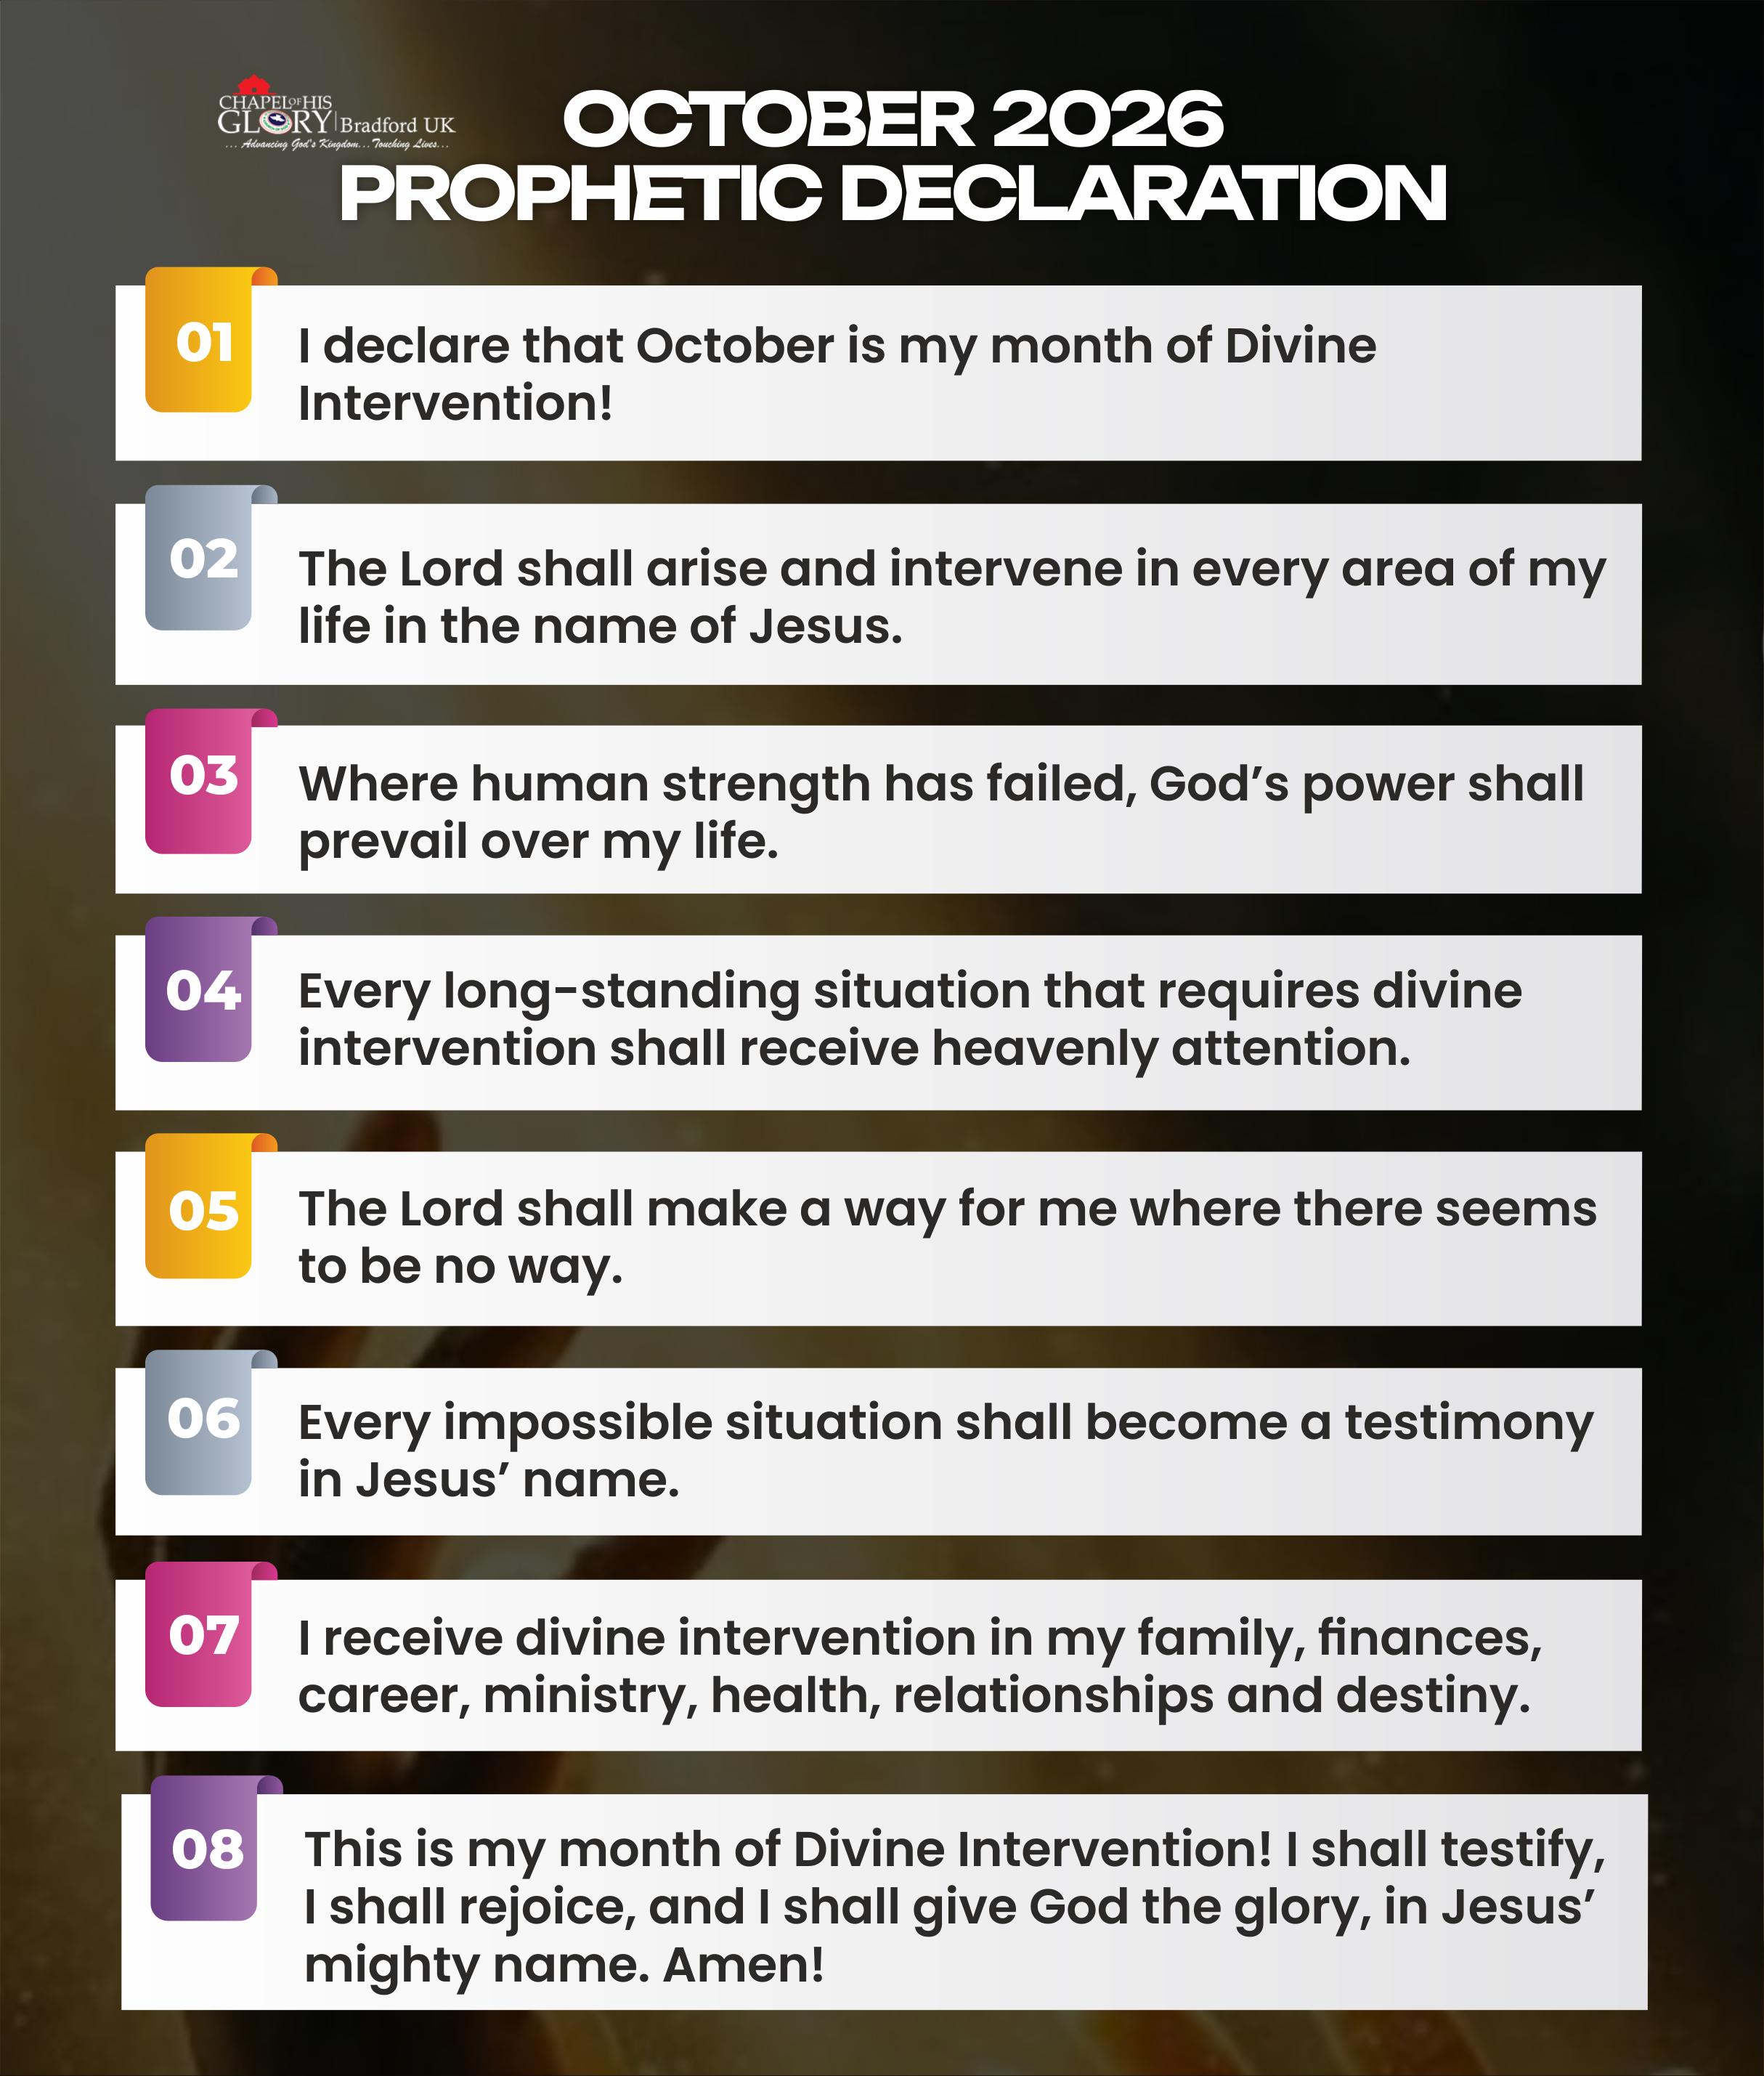 CHAPEL OF HIS
GLORY Bradford UK
... Advancing God's Kingdom... Touching Lives...
OCTOBER 2026
PROPHETIC DECLARATION
01
I declare that October is my month of Divine
Intervention!
02
The Lord shall arise and intervene in every area of my
life in the name of Jesus.
03
Where human strength has failed, God’s power shall
prevail over my life.
04
Every long-standing situation that requires divine
intervention shall receive heavenly attention.
05
The Lord shall make a way for me where there seems
to be no way.
06
Every impossible situation shall become a testimony
in Jesus’ name.
07
I receive divine intervention in my family, finances,
career, ministry, health, relationships and destiny.
08
This is my month of Divine Intervention! I shall testify,
I shall rejoice, and I shall give God the glory, in Jesus’
mighty name. Amen!